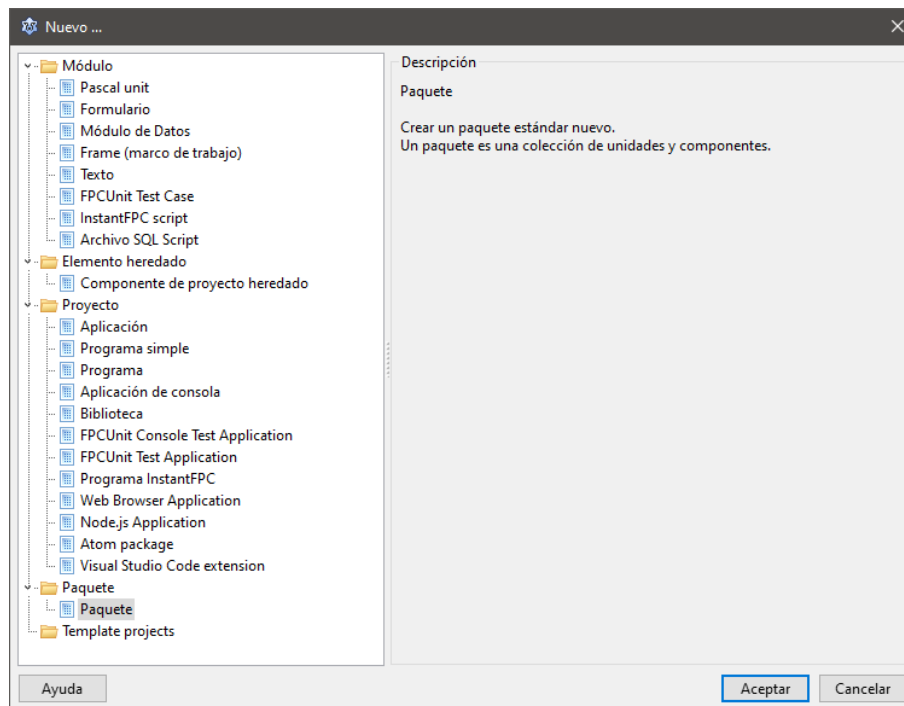 Nuevo ...
Módulo
Pascal unit
Formulario
Módulo de Datos
Frame (marco de trabajo)
Texto
FPCUnit Test Case
InstantFPC script
Archivo SQL Script
Elemento heredado
Componente de proyecto heredado
Proyecto
Aplicación
Programa simple
Programa
Aplicación de consola
Biblioteca
FPCUnit Console Test Application
FPCUnit Test Application
Programa InstantFPC
Web Browser Application
Node.js Application
Atom package
Visual Studio Code extension
Paquete
Paquete
Template projects
Descripción
Paquete
Crear un paquete estándar nuevo.
Un paquete es una colección de unidades y componentes.
Ayuda
Aceptar
Cancelar